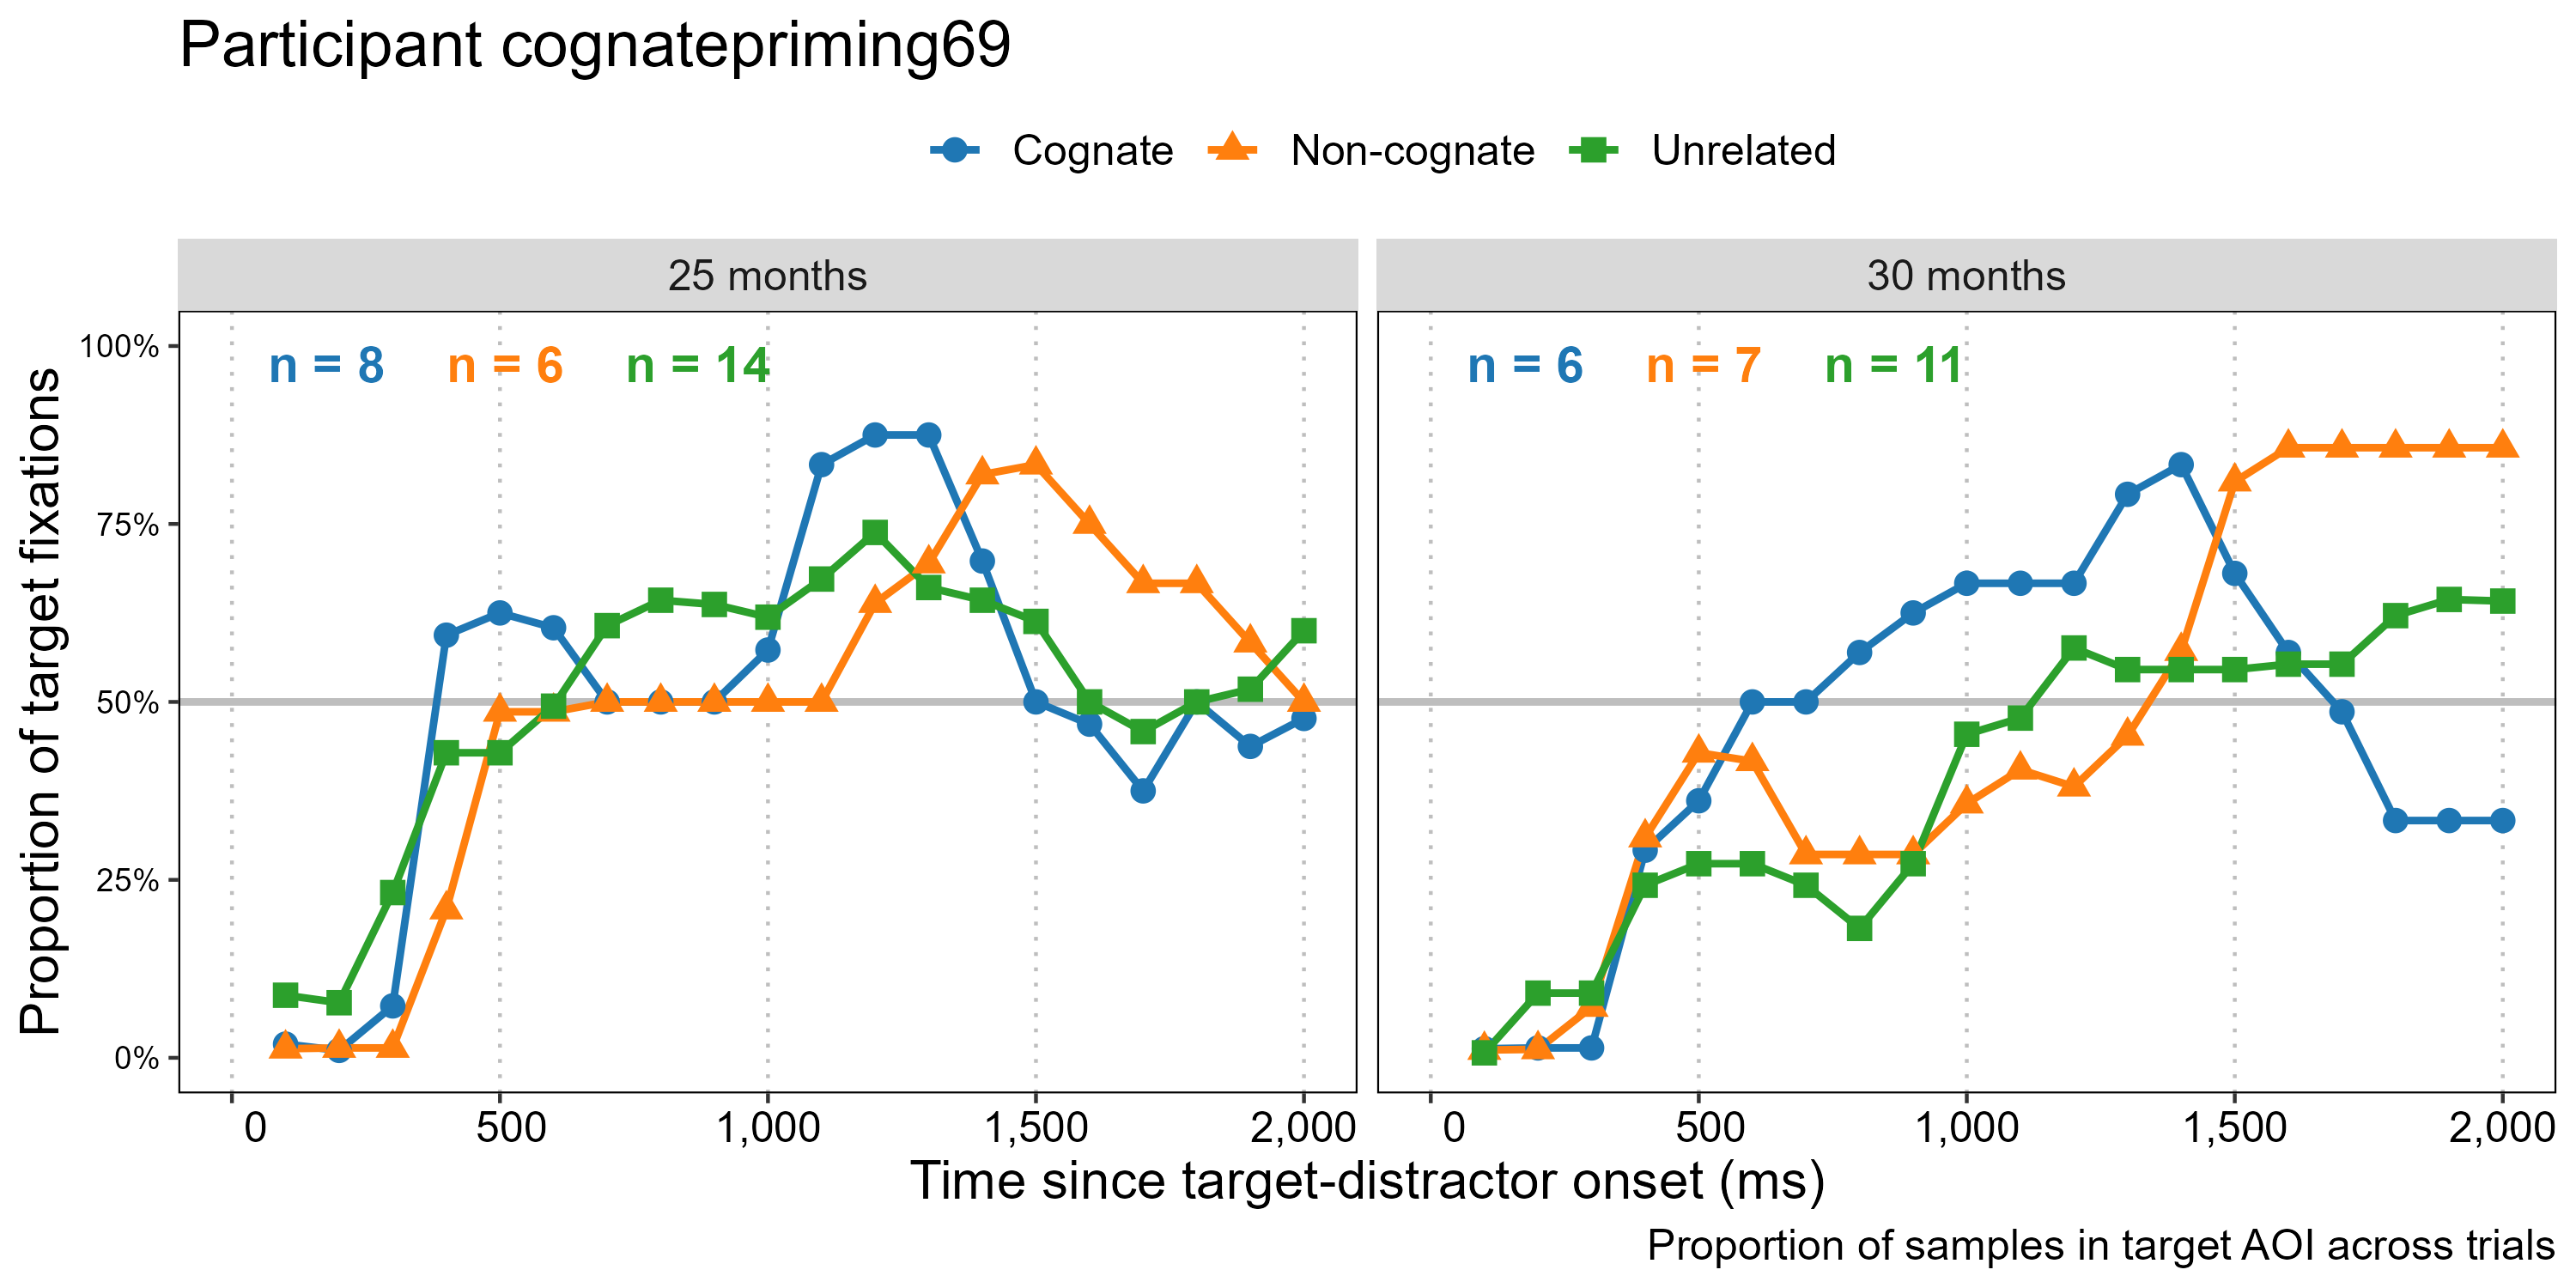 Participant cognatepriming69
Cognate Non-cognate Unrelated
25 months 30 months
100%
75%
50%
25%
0%
n = 8 n = 6 n = 14
n = 6 n = 7 n = 11
Proportion of target fixations
0 500 1,000 1,500 2,000
0 500 1,000 1,500 2,000
Time since target-distractor onset (ms)
Proportion of samples in target AOI across trials